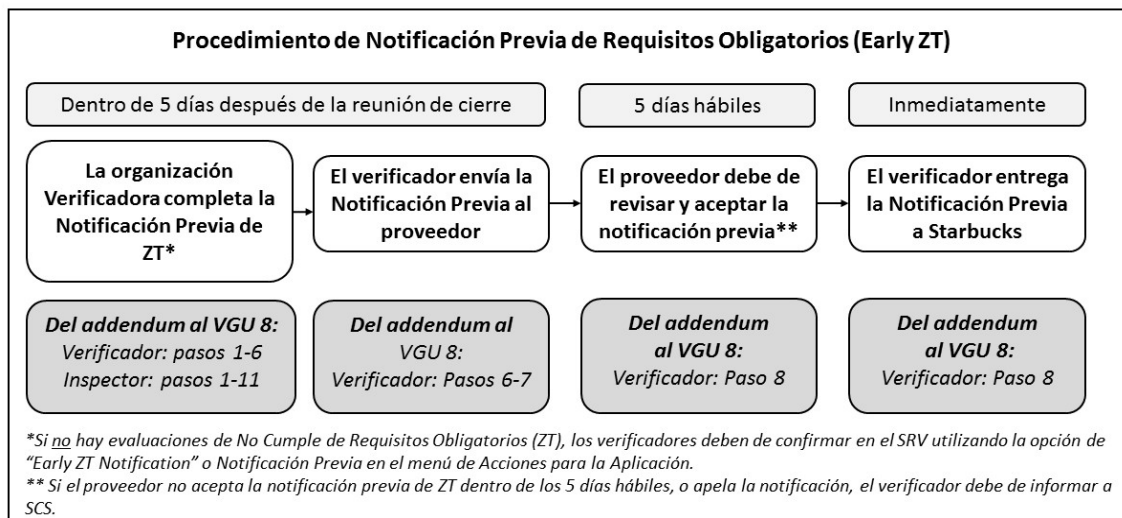 Procedimiento de Notificación Previa de Requisitos Obligatorios (Early ZT)
Dentro de 5 días después de la reunión de cierre
5 días hábiles
Inmediatamente
La organización
Verificadora completa la
Notificación Previa de
ZT*
El verificador envía la
Notificación Previa al
proveedor
El proveedor debe de
revisar y aceptar la
notificación previa**
El verificador entrega
la Notificación Previa
a Starbucks
Del addendum al VGU 8:
Verificador: pasos 1-6
Inspector: pasos 1-11
Del addendum al
VGU 8:
Verificador: Pasos 6-7
Del addendum
al VGU 8:
Verificador: Paso 8
Del addendum
al VGU 8:
Verificador: Paso 8
*Si no hay evaluaciones de No Cumple de Requisitos Obligatorios (ZT), los verificadores deben de confirmar en el SRV utilizando la opción de
“Early ZT Notification” o Notificación Previa en el menú de Acciones para la Aplicación.
** Si el proveedor no acepta la notificación previa de ZT dentro de los 5 días hábiles, o apela la notificación, el verificador debe de informar a
SCS.